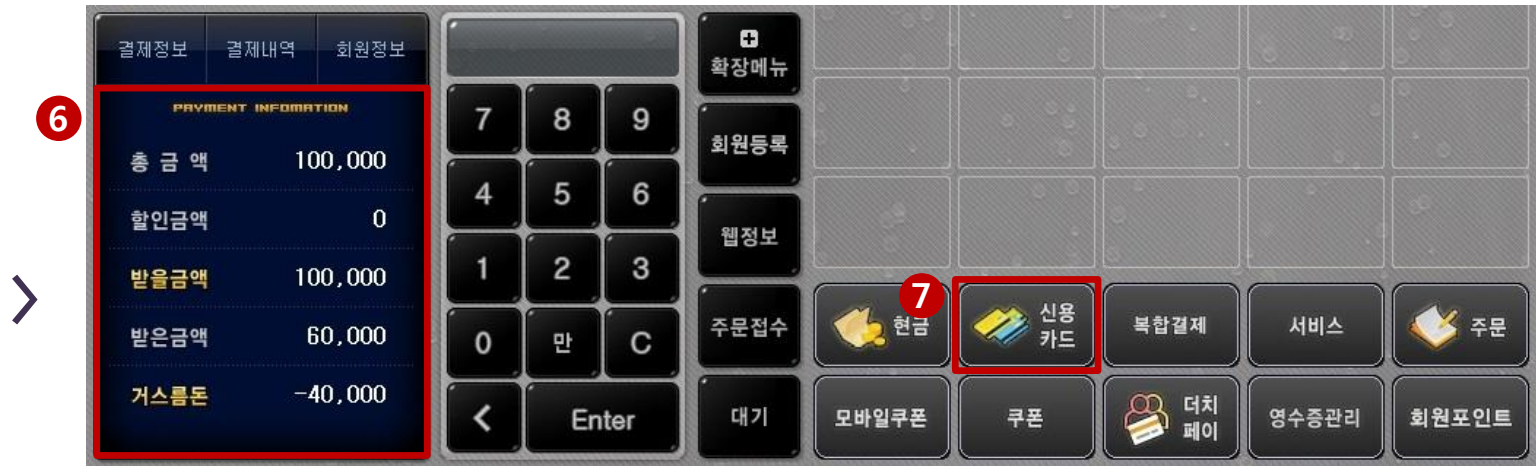 결제정보 결제내역 회원정보
6
PAYMENT INFOMATION
총 금 액 100,000
할인금액 0
받을금액 100,000
받은금액 60,000
거스름돈 -40,000
7 8 9
4 5 6
1 2 3
0 만 C
< Enter
확장메뉴
회원등록
웹정보
주문접수
대기
7
현금
신용
카드
복합결제
서비스
주문
모바일쿠폰
쿠폰
더치
페이
영수증관리
회원포인트